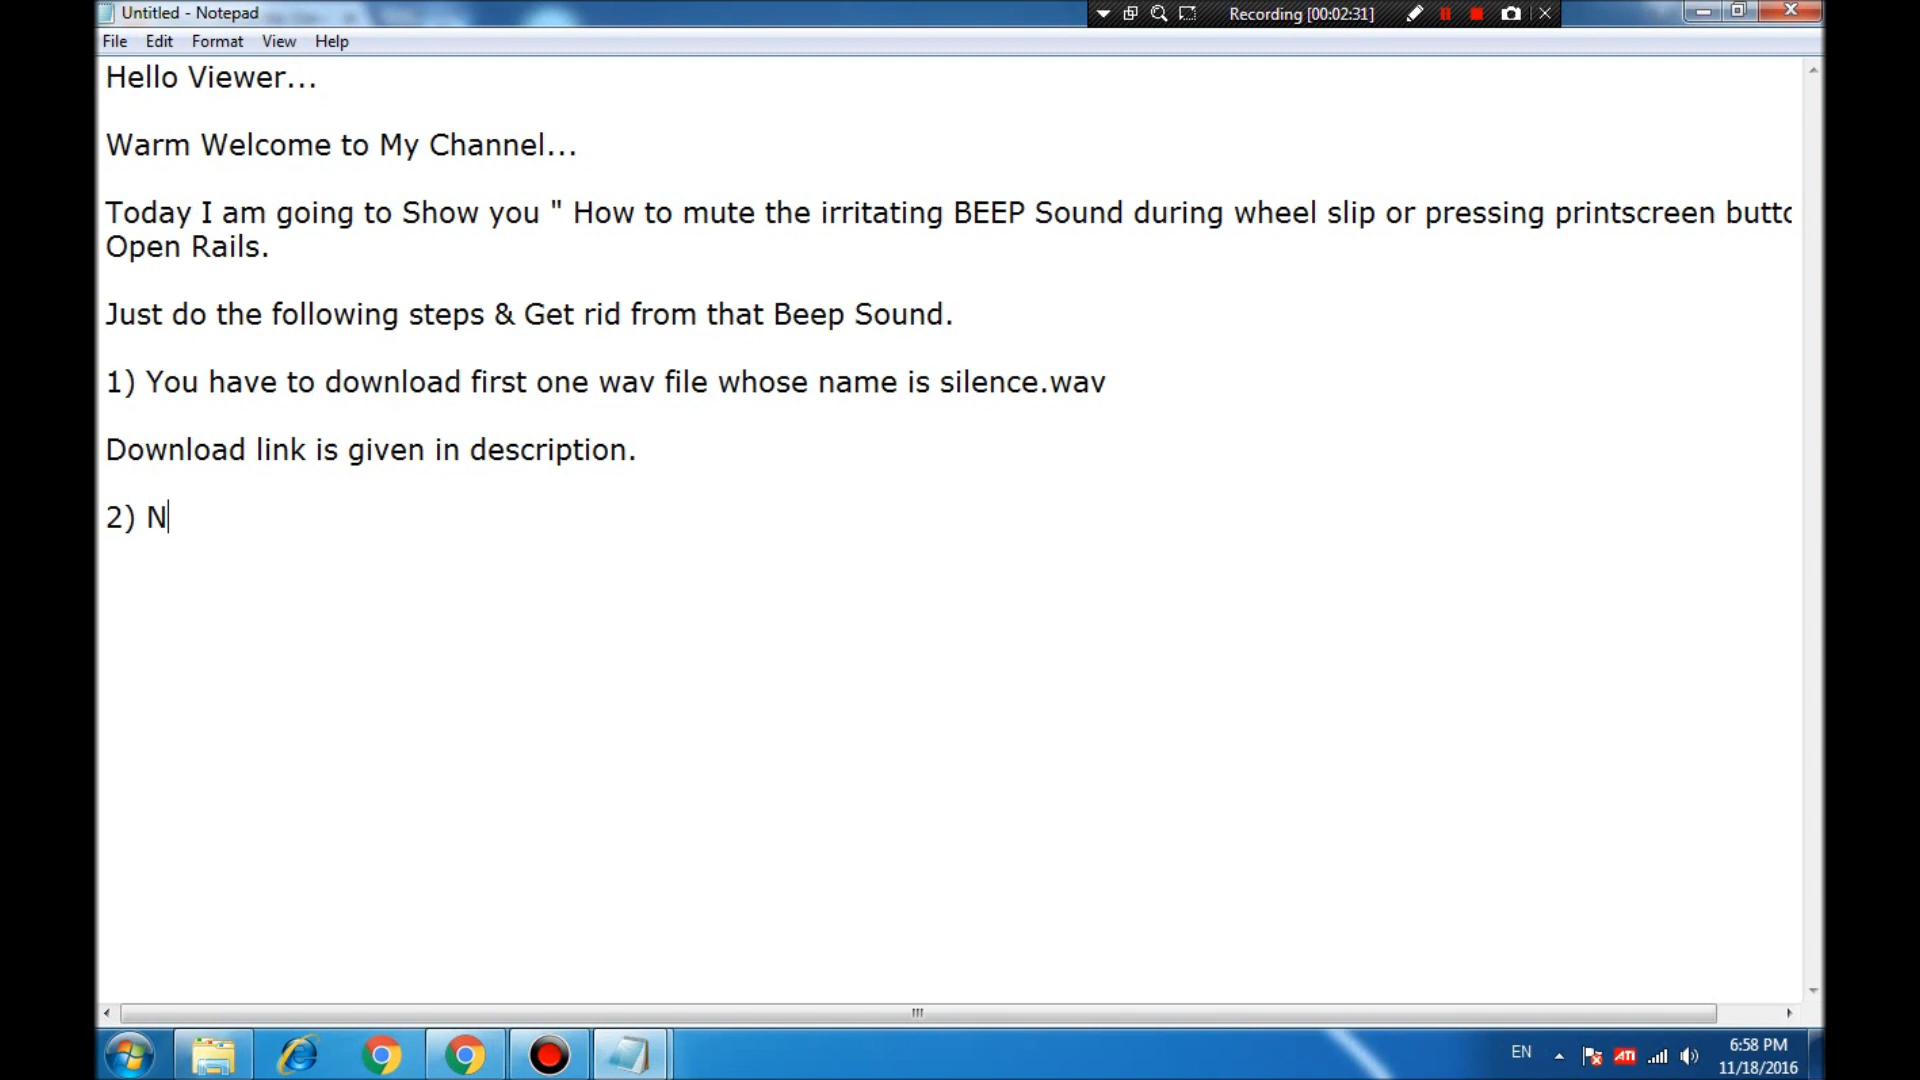 Untitled - Notepad
Recording [00:02:31]
File Edit Format View Help
Hello Viewer...
Warm Welcome to My Channel...
Today I am going to Show you " How to mute the irritating BEEP Sound during wheel slip or pressing printscreen
Open Rails.
Just do the following steps & Get rid from that Beep Sound.
1) You have to download first one wav file whose name is silence.wav
Download link is given in description.
2) N
EN
ATI
6:58 PM
11/18/2016